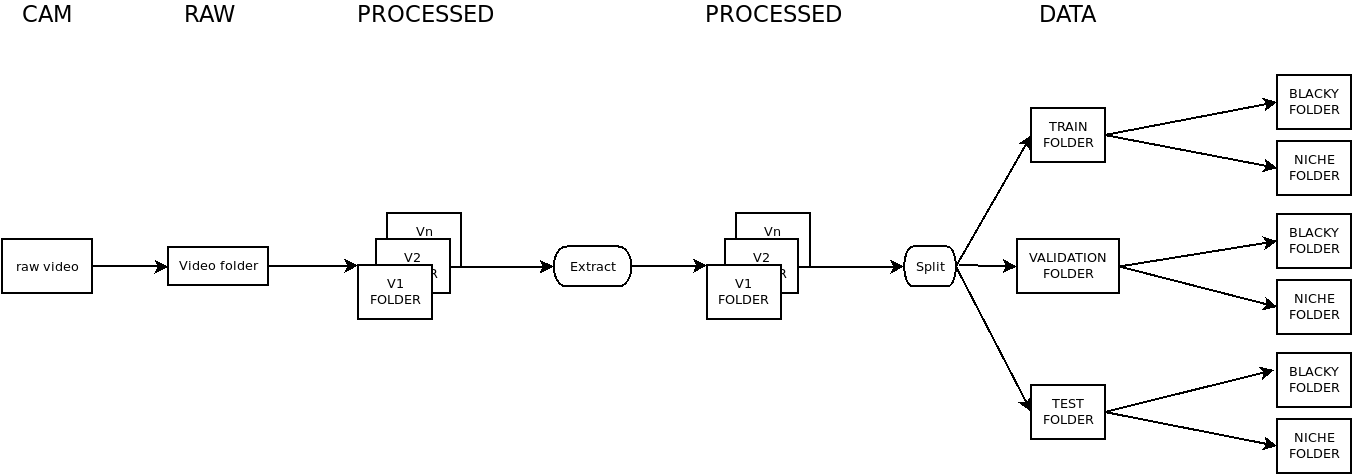 CAM
RAW
PROCESSED
PROCESSED
DATA
raw video
Video folder
Vn
V2
R
V1
FOLDER
Extract
Vn
V2
R
V1
FOLDER
Split
TRAIN
FOLDER
BLACKY
FOLDER
NICHE
FOLDER
VALIDATION
FOLDER
BLACKY
FOLDER
NICHE
FOLDER
TEST
FOLDER
BLACKY
FOLDER
NICHE
FOLDER